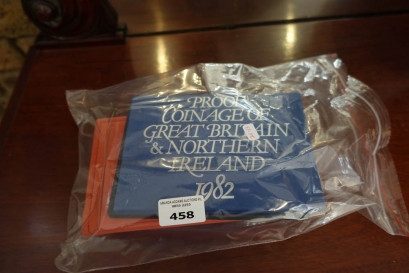 PROOF
COINAGE OF
GREAT BRITAIN
& NORTHERN
IRELAND
1982
458